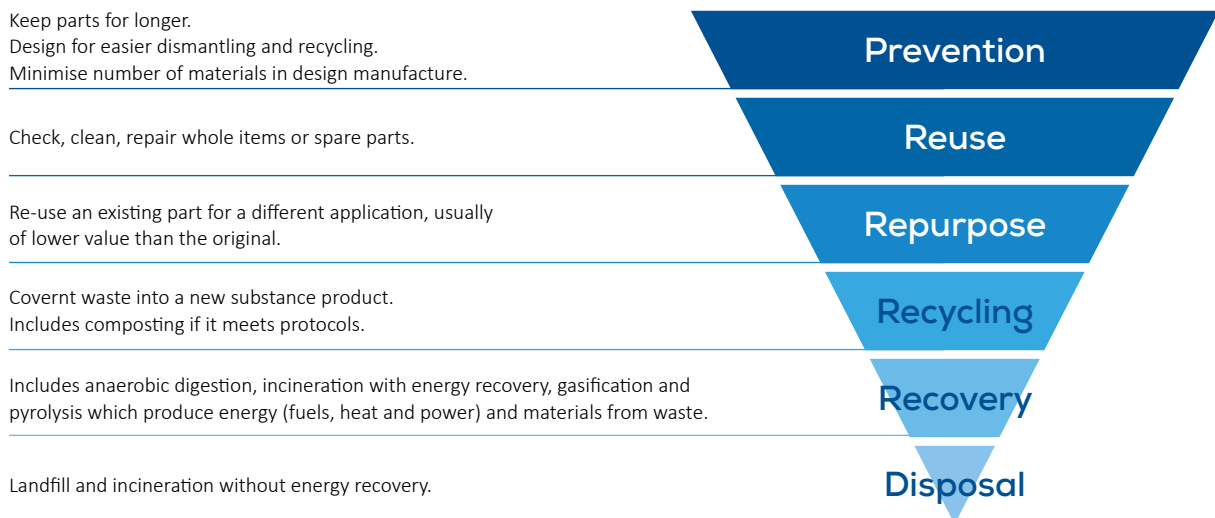 Keep parts for longer.
Design for easier dismantling and recycling.
Minimise number of materials in design manufacture.
Prevention
Check, clean, repair whole items or spare parts.
Reuse
Re-use an existing part for a different application, usually
of lower value than the original.
Repurpose
Covernt waste into a new substance product.
Includes composting if it meets protocols.
Recycling
Includes anaerobic digestion, incineration with energy recovery, gasification and
pyrolysis which produce energy (fuels, heat and power) and materials from waste.
Recovery
Landfill and incineration without energy recovery.
Disposal